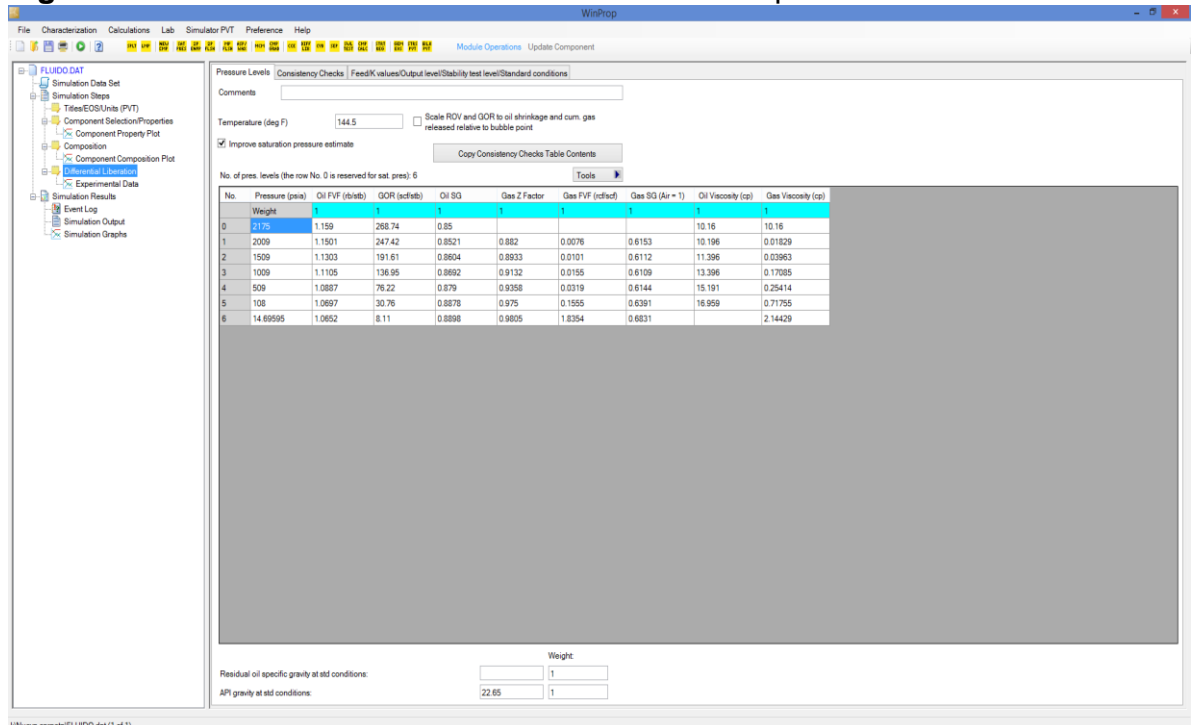 WinProp
File Characterization Calculations Lab Simulator PVT Preference Help
Module Operations Update Component
FLUIDO.DAT
Simulation Data Set
Simulation Steps
Titles/EOS/Units (PVT)
Component Selection/Properties
Component Property Plot
Composition
Component Composition Plot
Differential Liberation
Experimental Data
Simulation Results
Event Log
Simulation Output
Simulation Graphs
Pressure Levels Consistency Checks Feed/K values/Output level/Stability test level/Standard conditions
Comments
Temperature (deg F) 144.5 Scale ROV and GOR to oil shrinkage and cum. gas
released relative to bubble point
Improve saturation pressure estimate
Copy Consistency Checks Table Contents
No. of pres. levels (the row No. 0 is reserved for sat. pres): 6 Tools
No. Pressure (psia) Oil FVF (rb/stb) GOR (scf/stb) Oil SG Gas Z Factor Gas FVF (rcf/scf) Gas SG (Air = 1) Oil Viscosity (cp) Gas Viscosity (cp)
Weight 1 1 1 1 1 1 1 1
0 2175 1.159 268.74 0.85 10.16 10.16
1 2009 1.1501 247.42 0.8521 0.882 0.0076 0.6153 10.196 0.01829
2 1509 1.1303 191.61 0.8604 0.8933 0.0101 0.6112 11.396 0.03963
3 1009 1.1105 136.95 0.8692 0.9132 0.0155 0.6109 13.396 0.17085
4 509 1.0887 76.22 0.879 0.9358 0.0319 0.6144 15.191 0.25414
5 108 1.0697 30.76 0.8878 0.975 0.1555 0.6391 16.959 0.71755
6 14.69595 1.0652 8.11 0.8898 0.9805 1.8354 0.6831 2.14429
Weight:
Residual oil specific gravity at std conditions: 1
API gravity at std conditions: 22.65 1